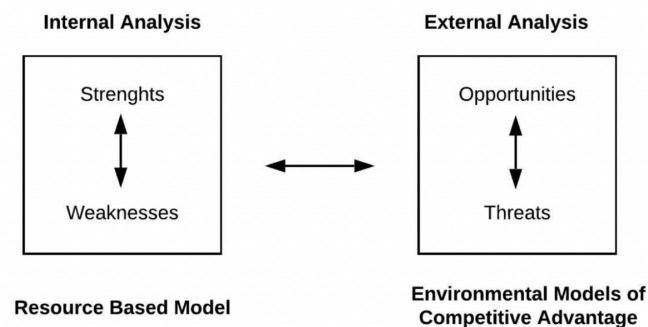 Internal Analysis
Strenghts
Weaknesses
Resource Based Model
External Analysis
Opportunities
Threats
Environmental Models of
Competitive Advantage